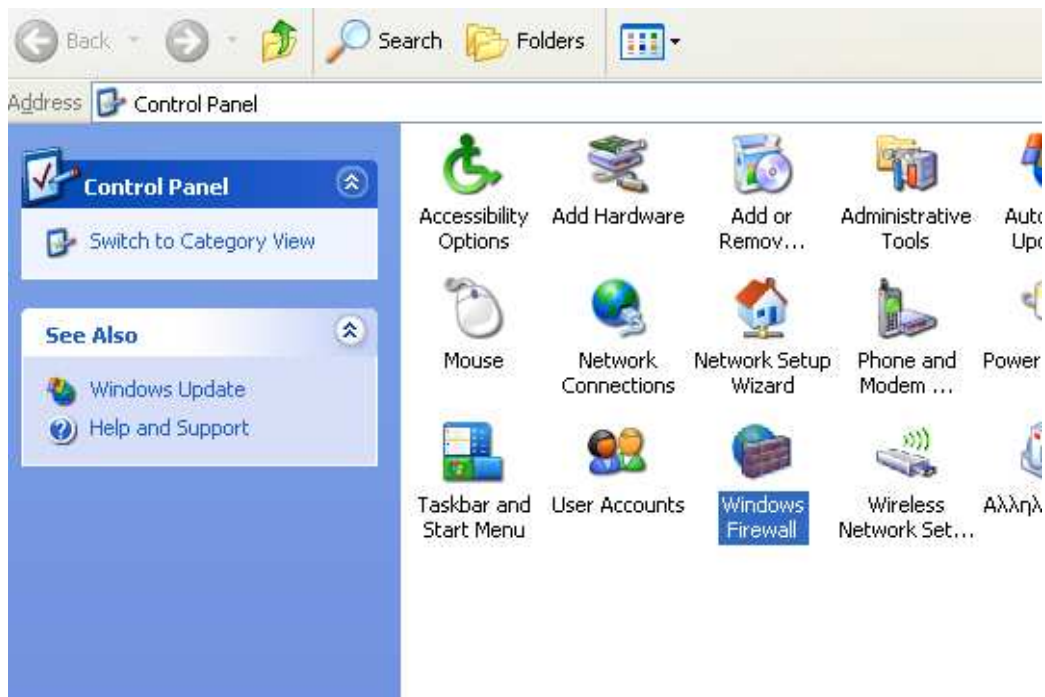 Back Search Folders
Address Control Panel
Control Panel
Switch to Category View
See Also
Windows Update
Help and Support
Accessibility Options
Add Hardware
Add or Remov...
Administrative Tools
Mouse
Network Connections
Network Setup Wizard
Phone and Modem ...
Power
Taskbar and Start Menu
User Accounts
Windows Firewall
Wireless Network Set...